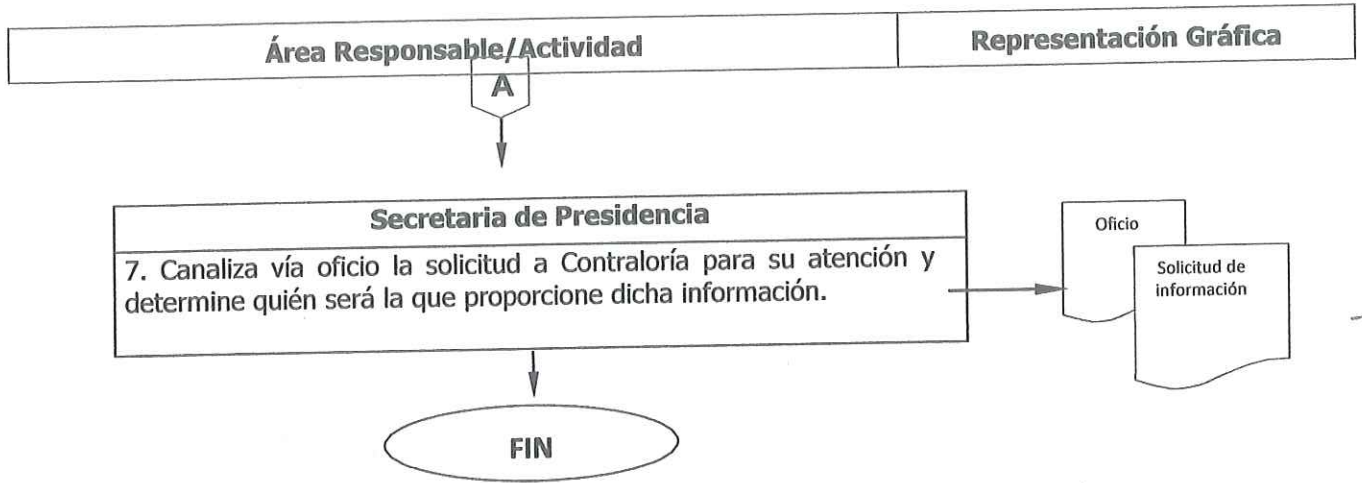 Área Responsable/Actividad
Representación Gráfica
A
Secretaria de Presidencia
7. Canaliza vía oficio la solicitud a Contraloría para su atención y
determine quién será la que proporcione dicha información.
Oficio
Solicitud de
información
FIN